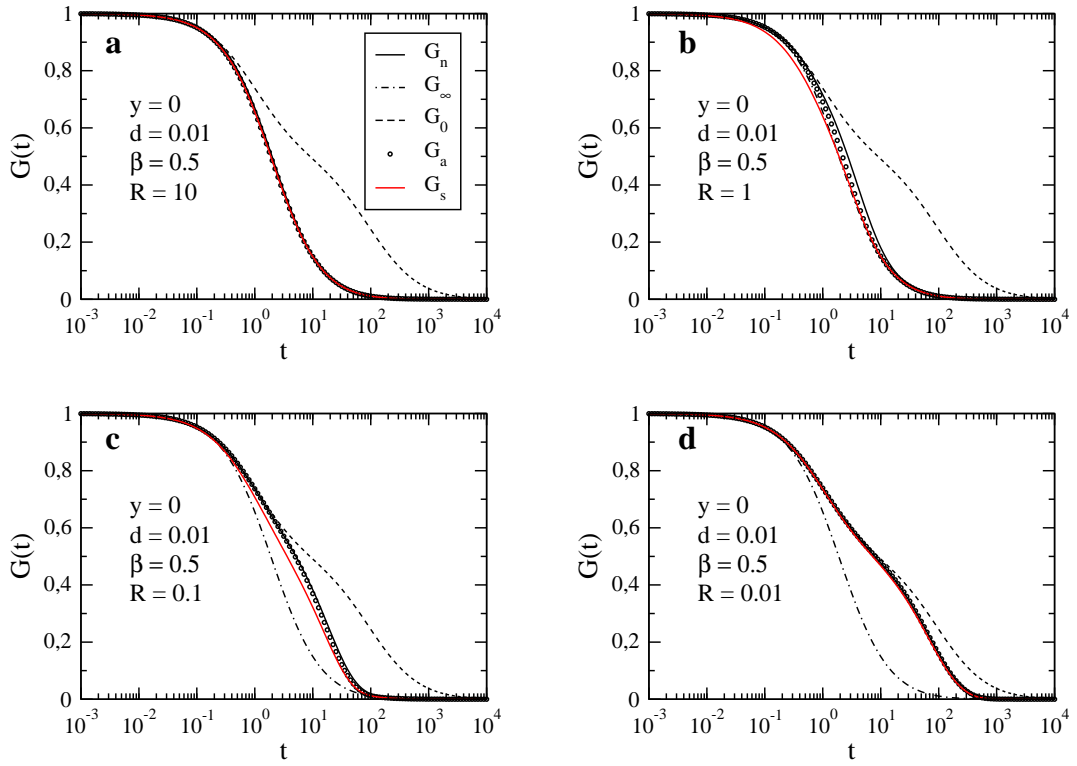 a
y = 0
d = 0.01
β = 0.5
R = 10
G_n
G_∞
G_0
G_a
G_s
G(t)
1
0,8
0,6
0,4
0,2
0
10^-3 10^-2 10^-1 10^0 10^1 10^2 10^3 10^4
t
b
y = 0
d = 0.01
β = 0.5
R = 1
G(t)
1
0,8
0,6
0,4
0,2
0
10^-3 10^-2 10^-1 10^0 10^1 10^2 10^3 10^4
t
c
y = 0
d = 0.01
β = 0.5
R = 0.1
G(t)
1
0,8
0,6
0,4
0,2
0
10^-3 10^-2 10^-1 10^0 10^1 10^2 10^3 10^4
t
d
y = 0
d = 0.01
β = 0.5
R = 0.01
G(t)
1
0,8
0,6
0,4
0,2
0
10^-3 10^-2 10^-1 10^0 10^1 10^2 10^3 10^4
t